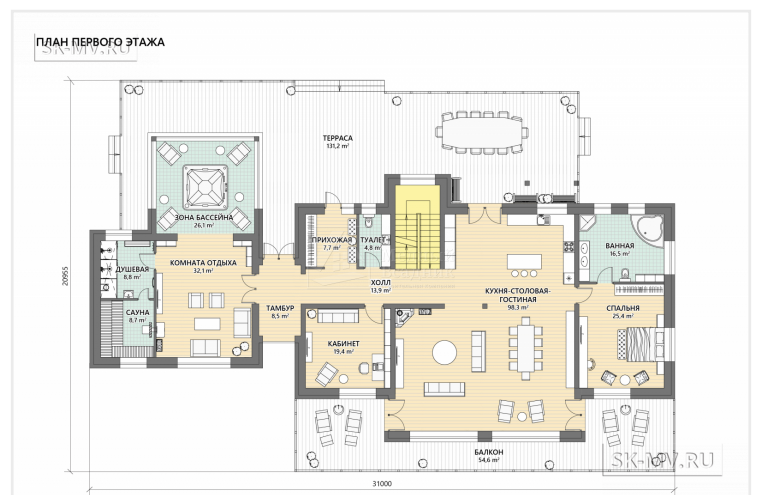 ПЛАН ПЕРВОГО ЭТАЖА
SK-MV.RU
ТЕРРАСА
131,2 m²
ЗОНА БАССЕЙНА
26,1 m²
ПРИХОЖАЯ
7,7 m²
ТУАЛЕТ
4,8 m²
ВАННАЯ
16,5 m²
КОМНАТА ОТДЫХА
32,1 m²
ДУШЕВАЯ
8,8 m²
ХОЛЛ
13,9 m²
КУХНЯ-СТОЛОВАЯ-
ГОСТИНАЯ
98,3 m²
ТАМБУР
8,5 m²
САУНА
8,7 m²
СПАЛЬНЯ
25,4 m²
КАБИНЕТ
19,4 m²
БАЛКОН
54,6 m²
SK-MV.RU
20955
31000